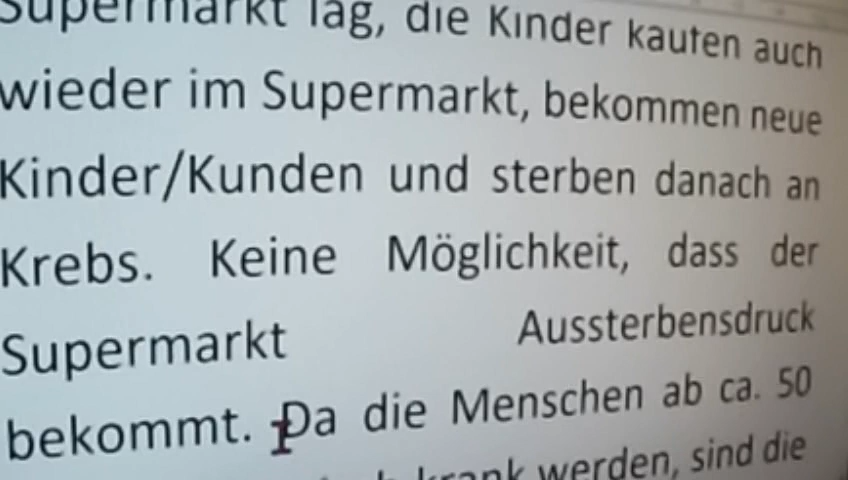 Supermarkt lag, die Kinder kauften auch
wieder im Supermarkt, bekommen neue
Kinder/Kunden und sterben danach an
Krebs. Keine Möglichkeit, dass der
Supermarkt Aussterbensdruck
bekommt. Da die Menschen ab ca. 50
krank werden, sind die